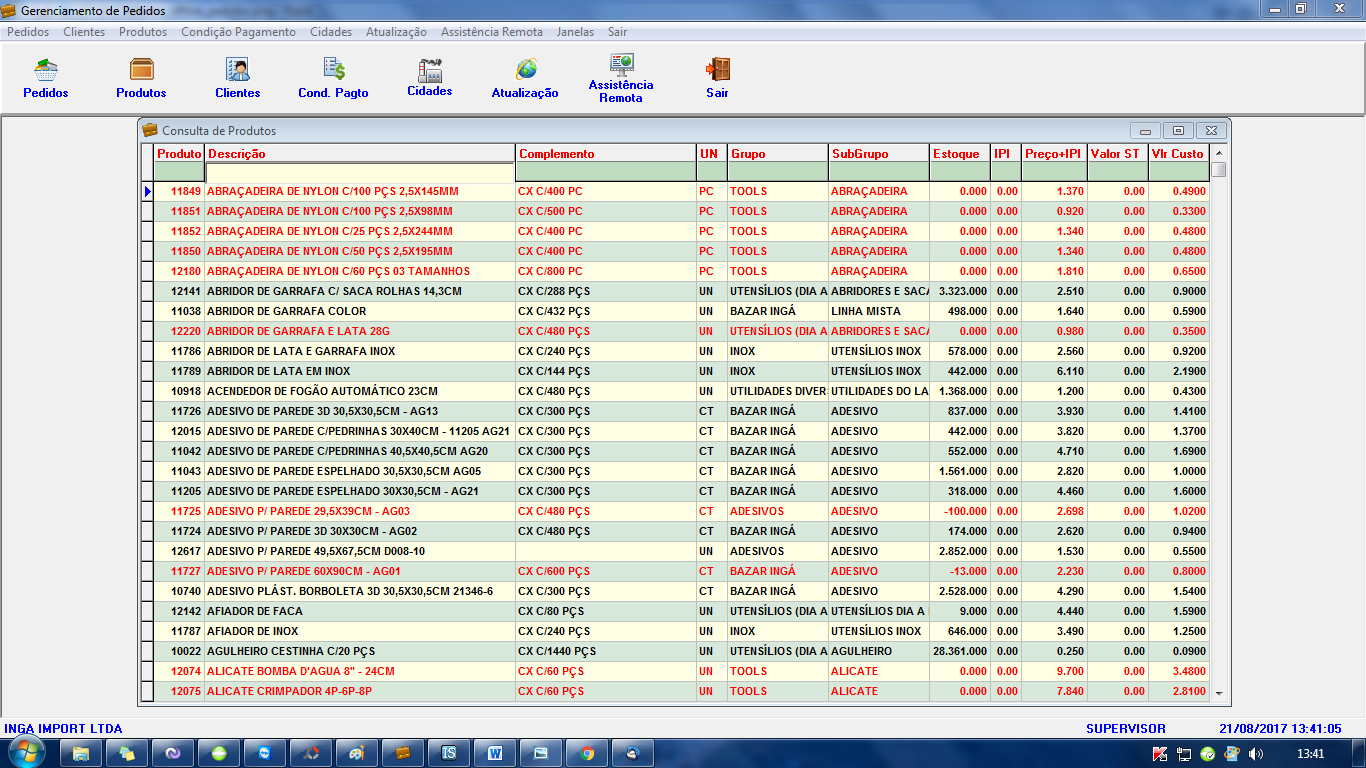 Gerenciamento de Pedidos
Pedidos Clientes Produtos Condição Pagamento Cidades Atualização Assistência Remota Janelas Sair
Pedidos Produtos Clientes Cond. Pagto Cidades Atualização Assistência Remota Sair
Consulta de Produtos
Produto Descrição Complemento UN Grupo SubGrupo Estoque IPI Preço+IPI Valor ST Vlr Custo
11849 ABRAÇADEIRA DE NYLON C/100 PÇS 2,5X145MM CX C/400 PC PC TOOLS ABRAÇADEIRA 0.000 0.00 1.370 0.00 0.4900
11851 ABRAÇADEIRA DE NYLON C/100 PÇS 2,5X98MM CX C/500 PC PC TOOLS ABRAÇADEIRA 0.000 0.00 0.920 0.00 0.3300
11852 ABRAÇADEIRA DE NYLON C/25 PÇS 2,5X244MM CX C/400 PC PC TOOLS ABRAÇADEIRA 0.000 0.00 1.340 0.00 0.4800
11850 ABRAÇADEIRA DE NYLON C/50 PÇS 2,5X195MM CX C/400 PC PC TOOLS ABRAÇADEIRA 0.000 0.00 1.340 0.00 0.4800
12180 ABRAÇADEIRA DE NYLON C/60 PÇS 03 TAMANHOS CX C/800 PC PC TOOLS ABRAÇADEIRA 0.000 0.00 1.810 0.00 0.6500
12141 ABRIDOR DE GARRAFA C/ SACA ROLHAS 14,3CM CX C/288 PÇS UN UTENSÍLIOS (DIA A ABRIDORES E SACA 3.323.000 0.00 2.510 0.00 0.9000
11038 ABRIDOR DE GARRAFA COLOR CX C/432 PÇS UN BAZAR INGÁ LINHA MISTA 498.000 0.00 1.640 0.00 0.5900
12220 ABRIDOR DE GARRAFA E LATA 28G CX C/480 PÇS UN UTENSÍLIOS (DIA A ABRIDORES E SACA 0.000 0.00 0.980 0.00 0.3500
11786 ABRIDOR DE LATA E GARRAFA INOX CX C/240 PÇS UN INOX UTENSÍLIOS INOX 578.000 0.00 2.560 0.00 0.9200
11789 ABRIDOR DE LATA EM INOX CX C/144 PÇS UN INOX UTENSÍLIOS INOX 442.000 0.00 6.110 0.00 2.1900
10918 ACENDEDOR DE FOGÃO AUTOMÁTICO 23CM CX C/480 PÇS UN UTILIDADES DIVER UTILIDADES DO LA 1.368.000 0.00 1.200 0.00 0.4300
11726 ADESIVO DE PAREDE 3D 30,5X30,5CM - AG13 CX C/300 PÇS CT BAZAR INGÁ ADESIVO 837.000 0.00 3.930 0.00 1.4100
12015 ADESIVO DE PAREDE C/PEDRINHAS 30X40CM - 11205 AG21 CX C/300 PÇS CT BAZAR INGÁ ADESIVO 442.000 0.00 3.820 0.00 1.3700
11042 ADESIVO DE PAREDE C/PEDRINHAS 40,5X40,5CM AG20 CX C/300 PÇS CT BAZAR INGÁ ADESIVO 552.000 0.00 4.710 0.00 1.6900
11043 ADESIVO DE PAREDE ESPELHADO 30,5X30,5CM AG05 CX C/300 PÇS CT BAZAR INGÁ ADESIVO 1.561.000 0.00 2.820 0.00 1.0000
11205 ADESIVO DE PAREDE ESPELHADO 30X30,5CM - AG21 CX C/300 PÇS CT BAZAR INGÁ ADESIVO 318.000 0.00 4.460 0.00 1.6000
11725 ADESIVO P/ PAREDE 29,5X39CM - AG03 CX C/480 PÇS CT ADESIVOS ADESIVO -100.000 0.00 2.698 0.00 1.0200
11724 ADESIVO P/ PAREDE 3D 30X30CM - AG02 CX C/480 PÇS CT BAZAR INGÁ ADESIVO 174.000 0.00 2.620 0.00 0.9400
12617 ADESIVO P/ PAREDE 49,5X67,5CM D008-10 UN ADESIVOS ADESIVO 2.852.000 0.00 1.530 0.00 0.5500
11727 ADESIVO P/ PAREDE 60X90CM - AG01 CX C/600 PÇS CT BAZAR INGÁ ADESIVO -13.000 0.00 2.230 0.00 0.8000
10740 ADESIVO PLÁST. BORBOLETA 3D 30,5X30,5CM 21346-6 CX C/300 PÇS CT BAZAR INGÁ ADESIVO 2.528.000 0.00 4.290 0.00 1.5400
12142 AFIADOR DE FACA CX C/80 PÇS UN UTENSÍLIOS (DIA A UTENSÍLIOS DIA A 9.000 0.00 4.440 0.00 1.5900
11787 AFIADOR DE INOX CX C/240 PÇS UN INOX UTENSÍLIOS INOX 646.000 0.00 3.490 0.00 1.2500
10022 AGULHEIRO CESTINHA C/20 PÇS CX C/1440 PÇS UN UTENSÍLIOS (DIA A AGULHEIRO 28.361.000 0.00 0.250 0.00 0.0900
12074 ALICATE BOMBA D'AGUA 8" - 24CM CX C/60 PÇS UN TOOLS ALICATE 0.000 0.00 9.700 0.00 3.4800
12075 ALICATE CRIMPADOR 4P-6P-8P CX C/60 PÇS UN TOOLS ALICATE 0.000 0.00 7.840 0.00 2.8100
INGA IMPORT LTDA SUPERVISOR 21/08/2017 13:41:05
13:41